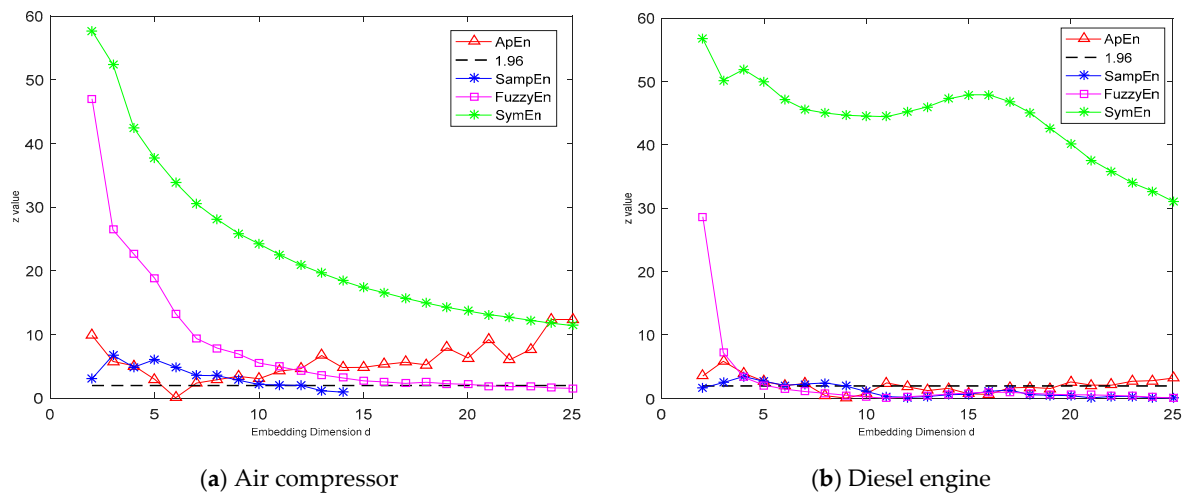 60
50
40
30
20
10
0
z value
0 5 10 15 20 25
Embedding Dimension d
ApEn
1.96
SampEn
FuzzyEn
SymEn
(a) Air compressor
60
50
40
30
20
10
0
z value
0 5 10 15 20 25
Embedding Dimension d
ApEn
1.96
SampEn
FuzzyEn
SymEn
(b) Diesel engine